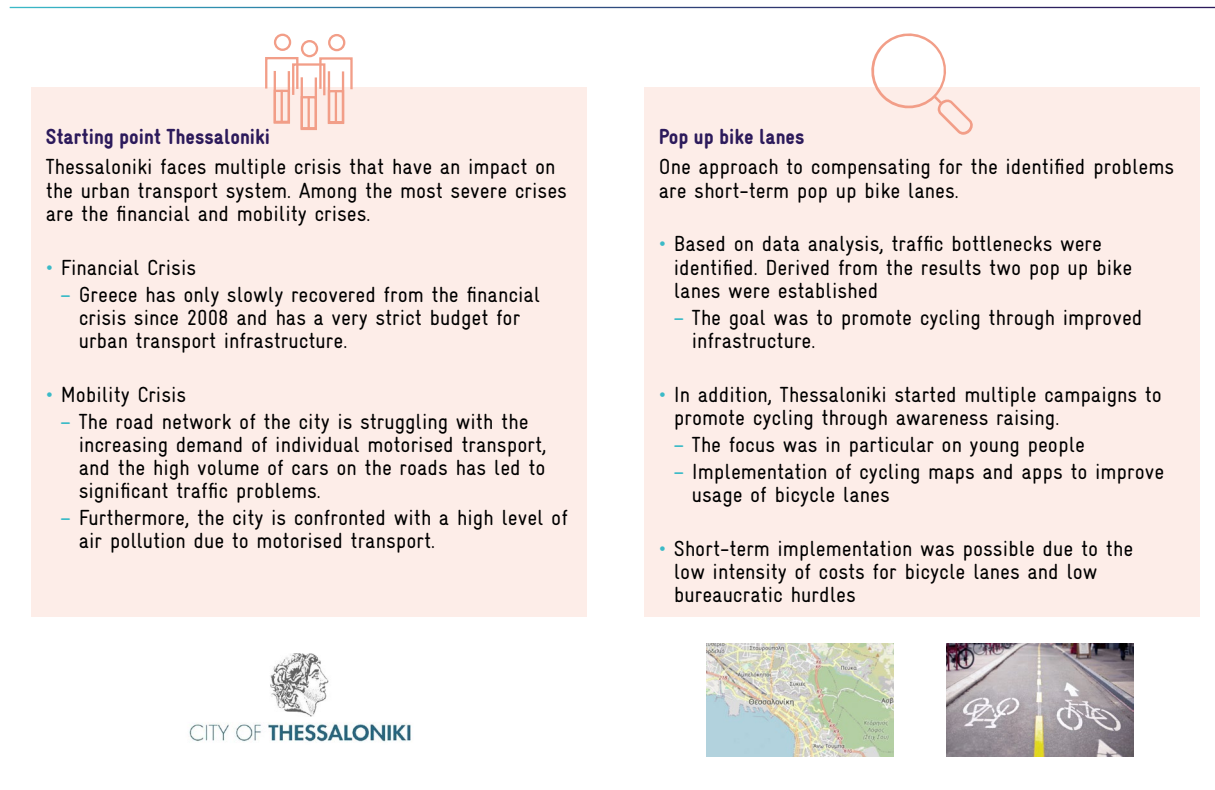 Starting point Thessaloniki
Thessaloniki faces multiple crisis that have an impact on
the urban transport system. Among the most severe crises
are the financial and mobility crises.
• Financial Crisis
– Greece has only slowly recovered from the financial
crisis since 2008 and has a very strict budget for
urban transport infrastructure.
• Mobility Crisis
– The road network of the city is struggling with the
increasing demand of individual motorised transport,
and the high volume of cars on the roads has led to
significant traffic problems.
– Furthermore, the city is confronted with a high level of
air pollution due to motorised transport.
CITY OF THESSALONIKI
Pop up bike lanes
One approach to compensating for the identified problems
are short-term pop up bike lanes.
• Based on data analysis, traffic bottlenecks were
identified. Derived from the results two pop up bike
lanes were established
– The goal was to promote cycling through improved
infrastructure.
• In addition, Thessaloniki started multiple campaigns to
promote cycling through awareness raising.
– The focus was in particular on young people
– Implementation of cycling maps and apps to improve
usage of bicycle lanes
• Short-term implementation was possible due to the
low intensity of costs for bicycle lanes and low
bureaucratic hurdles
Σταυρούπολη
Πεύκα
Συκιές
Θεσσαλονίκη
Άνω Τούμπα